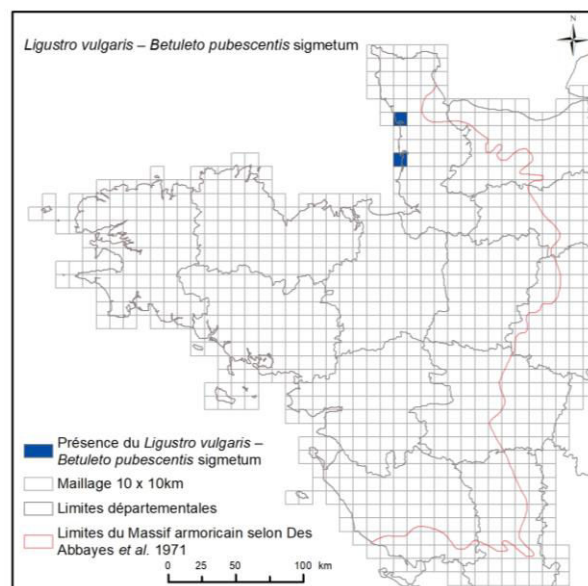 Ligustro vulgaris – Betuleto pubescentis sigmetum
N
Présence du Ligustro vulgaris –
Betuleto pubescentis sigmetum
Maillage 10 x 10km
Limites départementales
Limites du Massif armoricain selon Des
Abbayes et al. 1971
0 25 50 100 km